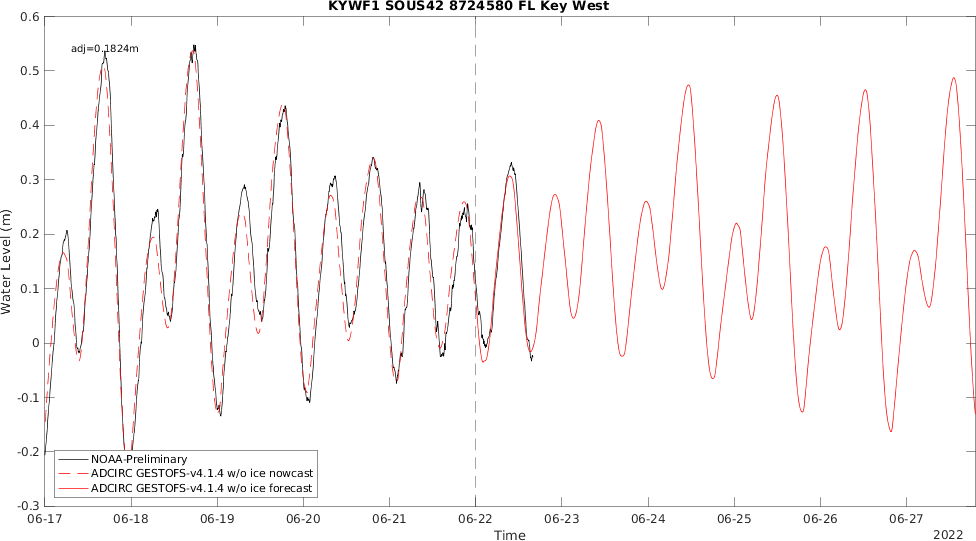 KYWF1 SOUS42 8724580 FL Key West
adj=0.1824m
0.6
0.5
0.4
0.3
0.2
0.1
0
-0.1
-0.2
-0.3
Water Level (m)
NOAA-Preliminary
ADCIRC GESTOFS-v4.1.4 w/o ice nowcast
ADCIRC GESTOFS-v4.1.4 w/o ice forecast
06-17 06-18 06-19 06-20 06-21 06-22 06-23 06-24 06-25 06-26 06-27
Time
2022